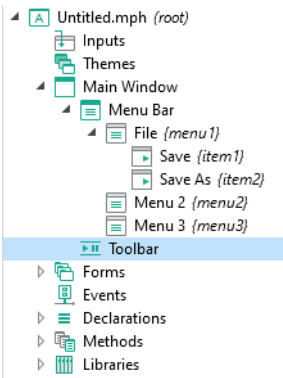 Untitled.mph (root)
Inputs
Themes
Main Window
Menu Bar
File {menu1}
Save {item1}
Save As {item2}
Menu 2 {menu2}
Menu 3 {menu3}
Toolbar
Forms
Events
Declarations
Methods
Libraries